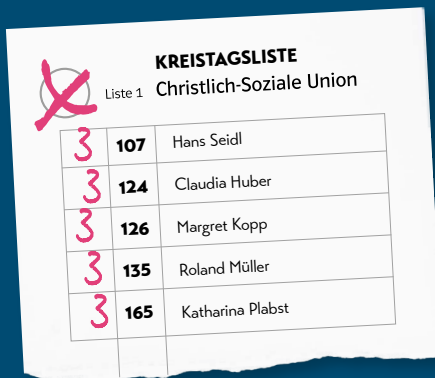 KREISTAGSLISTE
Liste 1 Christlich-Soziale Union
3 107 Hans Seidl
3 124 Claudia Huber
3 126 Margret Kopp
3 135 Roland Müller
3 165 Katharina Plabst